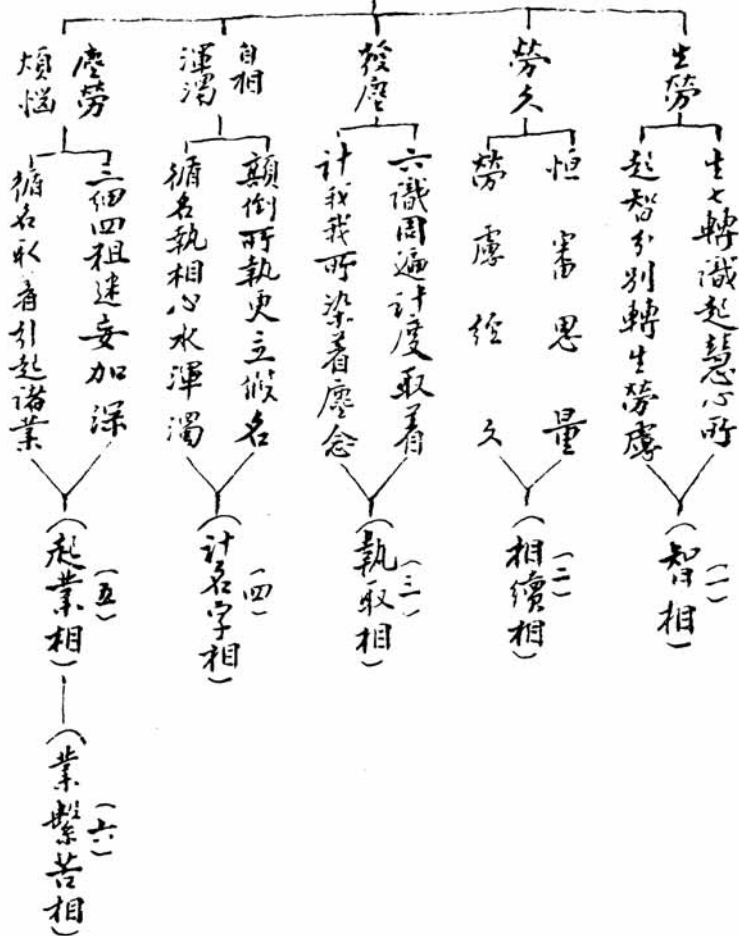 生勞
生七轉識起慧心所
起智分別轉生勞慮
(一)
(智相)
勞久
恒審思量
勞慮經久
(二)
(相續相)
發塵
六識周遍計度取着
計我我所染着塵念
(三)
(執取相)
自相
渾濁
顛倒所執更立假名
循名執相心水渾濁
(四)
(計名字相)
塵勞
煩惱
三細四粗迷妄加深
循名取着引起諸業
(五)
(起業相)
(六)
(業繫苦相)